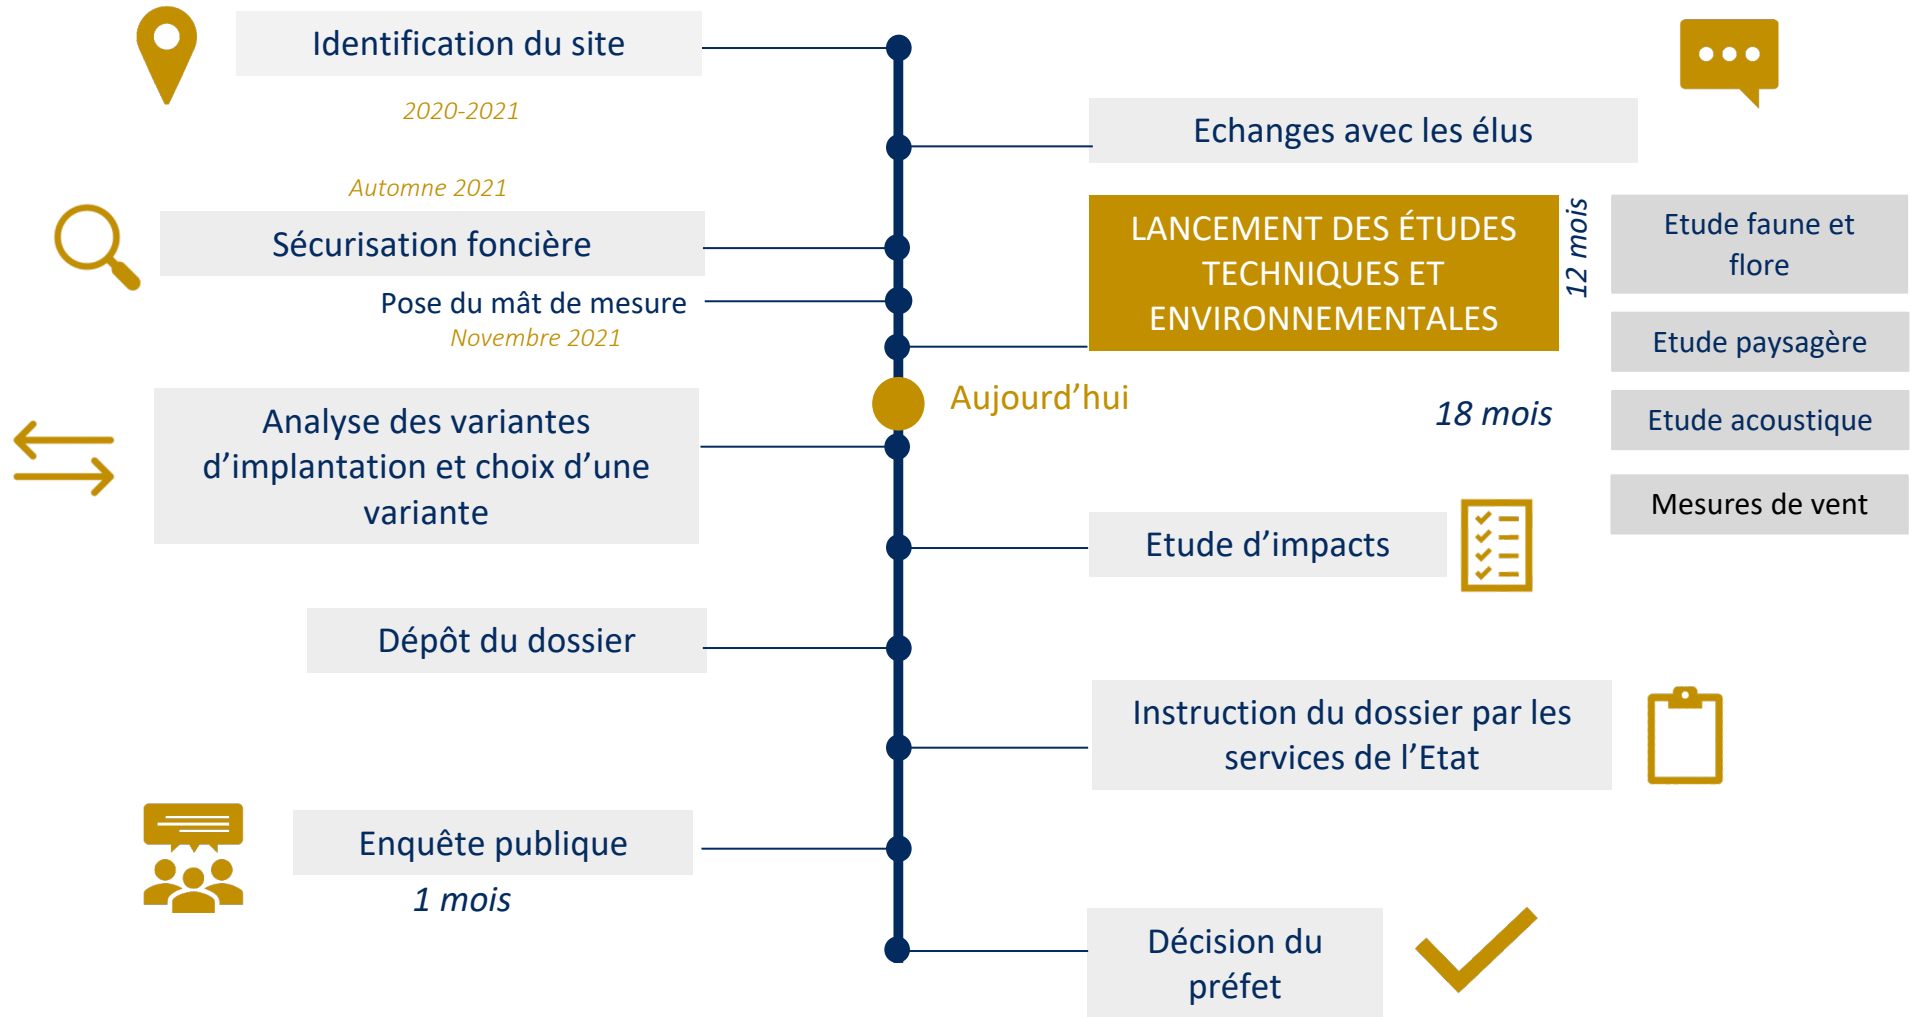 Identification du site
2020-2021
Echanges avec les élus
Automne 2021
Sécurisation foncière
Pose du mât de mesure
Novembre 2021
LANCEMENT DES ÉTUDES
TECHNIQUES ET
ENVIRONNEMENTALES
12 mois
Etude faune et
flore
Etude paysagère
Etude acoustique
Mesures de vent
Aujourd’hui
18 mois
Analyse des variantes
d’implantation et choix d’une
variante
Etude d’impacts
Dépôt du dossier
Instruction du dossier par les
services de l’Etat
Enquête publique
1 mois
Décision du
préfet